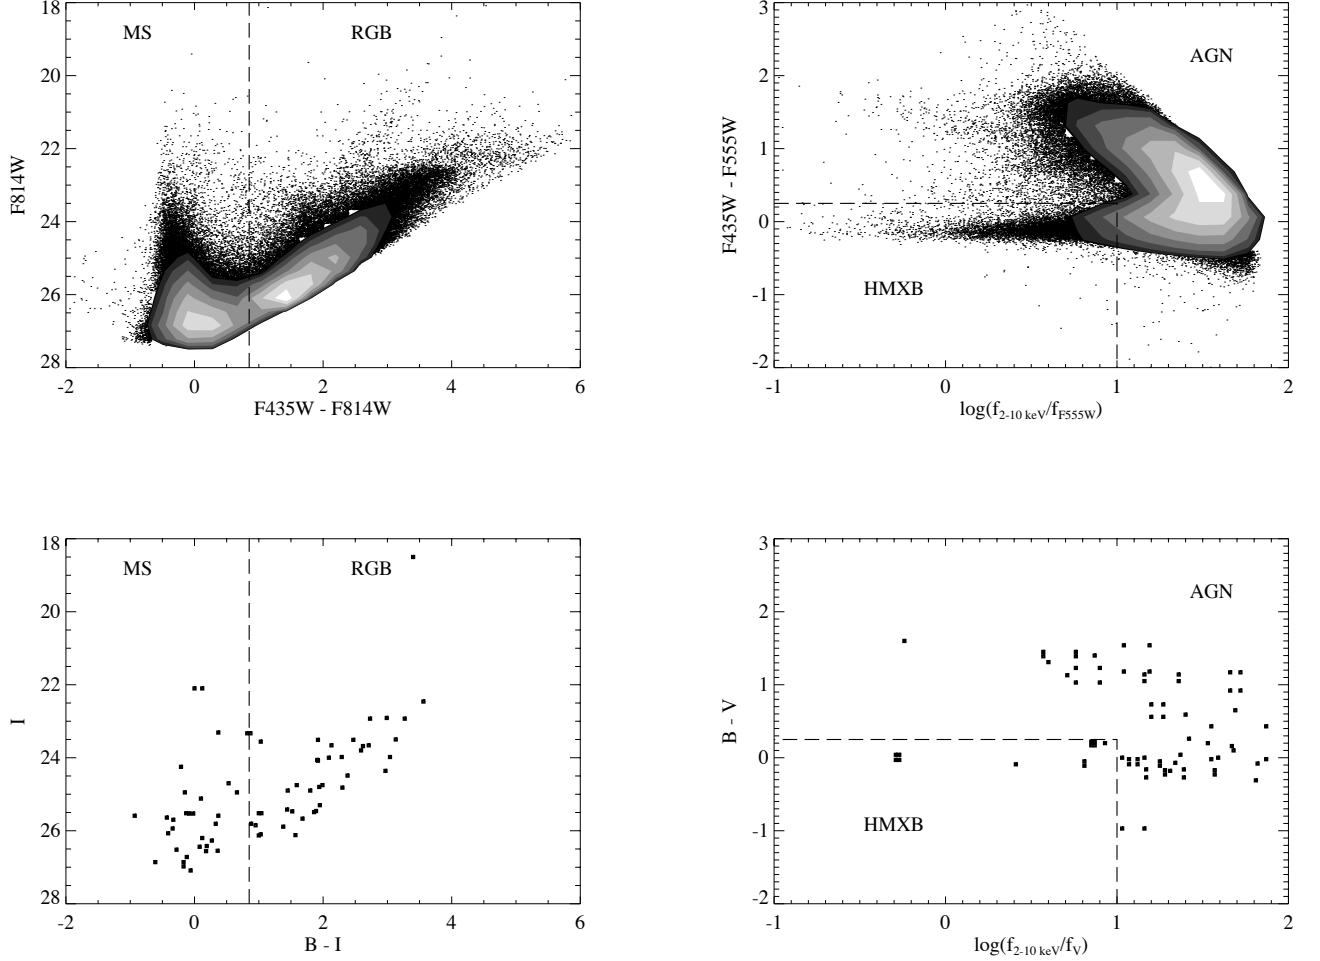 18
20
22
24
26
28
F814W
MS
RGB
-2
0
2
4
6
F435W - F814W
3
2
1
0
-1
-2
F435W - F555W
AGN
HMXB
-1
0
1
2
log(f2-10 keV/fF555W)
18
20
22
24
26
28
I
MS
RGB
-2
0
2
4
6
B - I
3
2
1
0
-1
-2
B - V
AGN
HMXB
-1
0
1
2
log(f2-10 keV/fV)